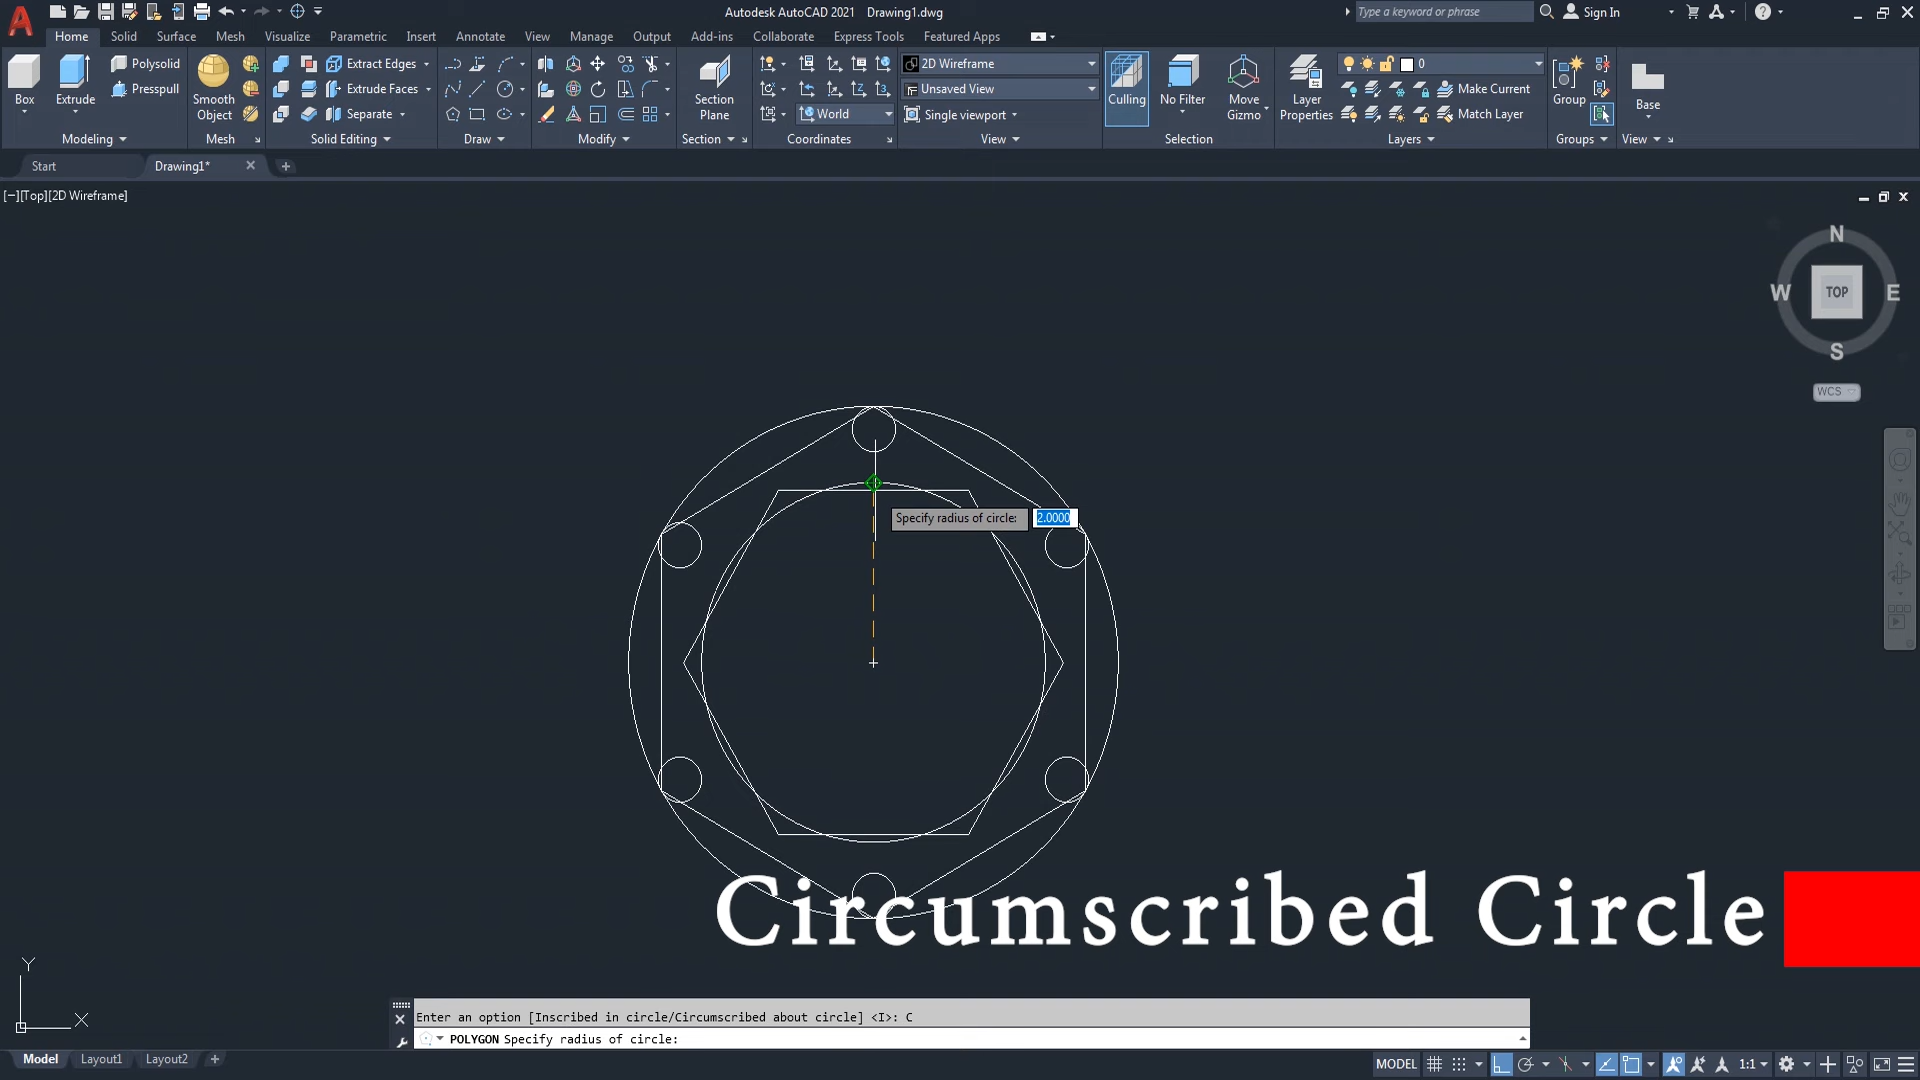 Autodesk AutoCAD 2021 Drawing1.dwg
Type a keyword or phrase
Sign In
Home Solid Surface Mesh Visualize Parametric Insert Annotate View Manage Output Add-ins Collaborate Express Tools Featured Apps
Box
Extrude
Polysolid
Presspull
Smooth Object
Extract Edges
Extrude Faces
Separate
Section Plane
World
2D Wireframe
Unsaved View
Single viewport
Culling
No Filter
Move Gizmo
Layer Properties
0
Make Current
Match Layer
Group
Base
Modeling Mesh Solid Editing Draw Modify Section Coordinates View Selection Layers Groups View
Start Drawing1*
[−][Top][2D Wireframe]
N
W TOP E
S
WCS
Specify radius of circle: 2.0000
Circumscribed Circle
Y
X
Enter an option [Inscribed in circle/Circumscribed about circle] <I>: C
POLYGON Specify radius of circle:
Model Layout1 Layout2
MODEL 1:1